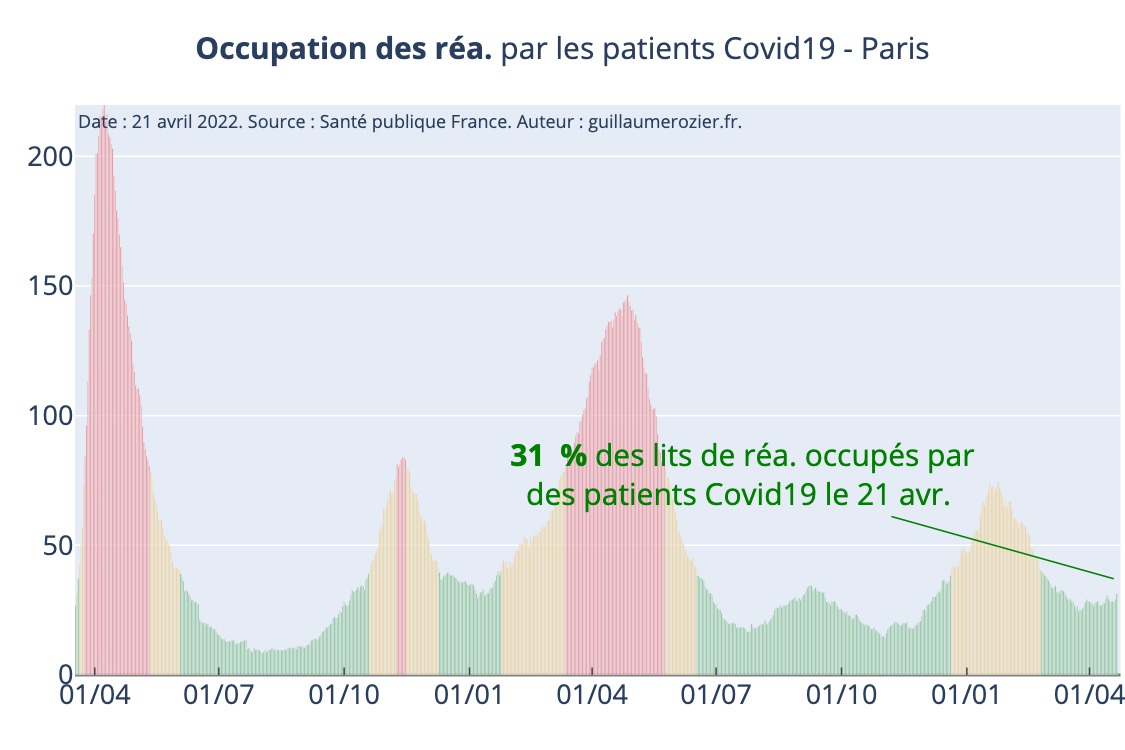 Occupation des réa. par les patients Covid19 - Paris
Date : 21 avril 2022. Source : Santé publique France. Auteur : guillaumerozier.fr.
200
150
100
31 % des lits de réa. occupés par
des patients Covid19 le 21 avr.
50
0
01/04 01/07 01/10 01/01 01/04 01/07 01/10 01/01 01/04